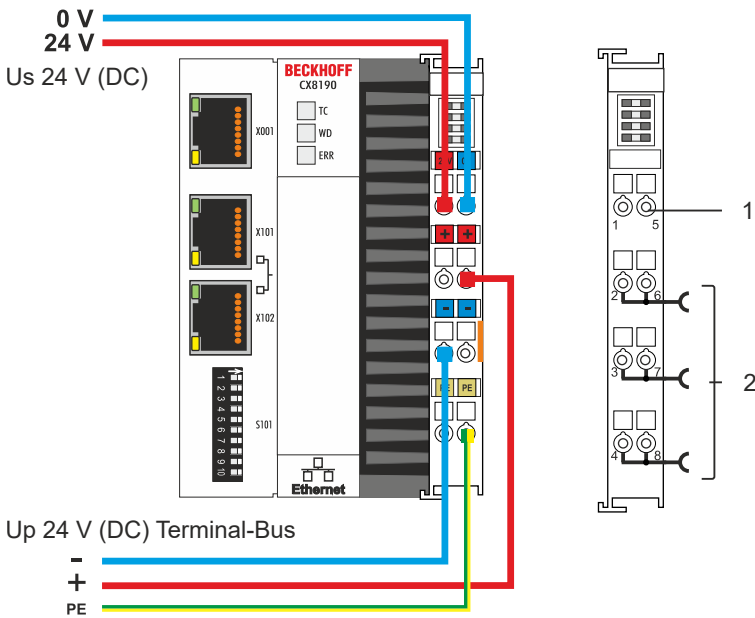 0 V
24 V
Us 24 V (DC)
BECKHOFF
CX8190
TC
WD
ERR
X001
X101
X102
S101
1 2 3 4 5 6 7 8 9 10
Ethernet
+ +
- -
PE PE
Up 24 V (DC) Terminal-Bus
-
+
PE
1 5
2 6
3 7
4 8
1
2